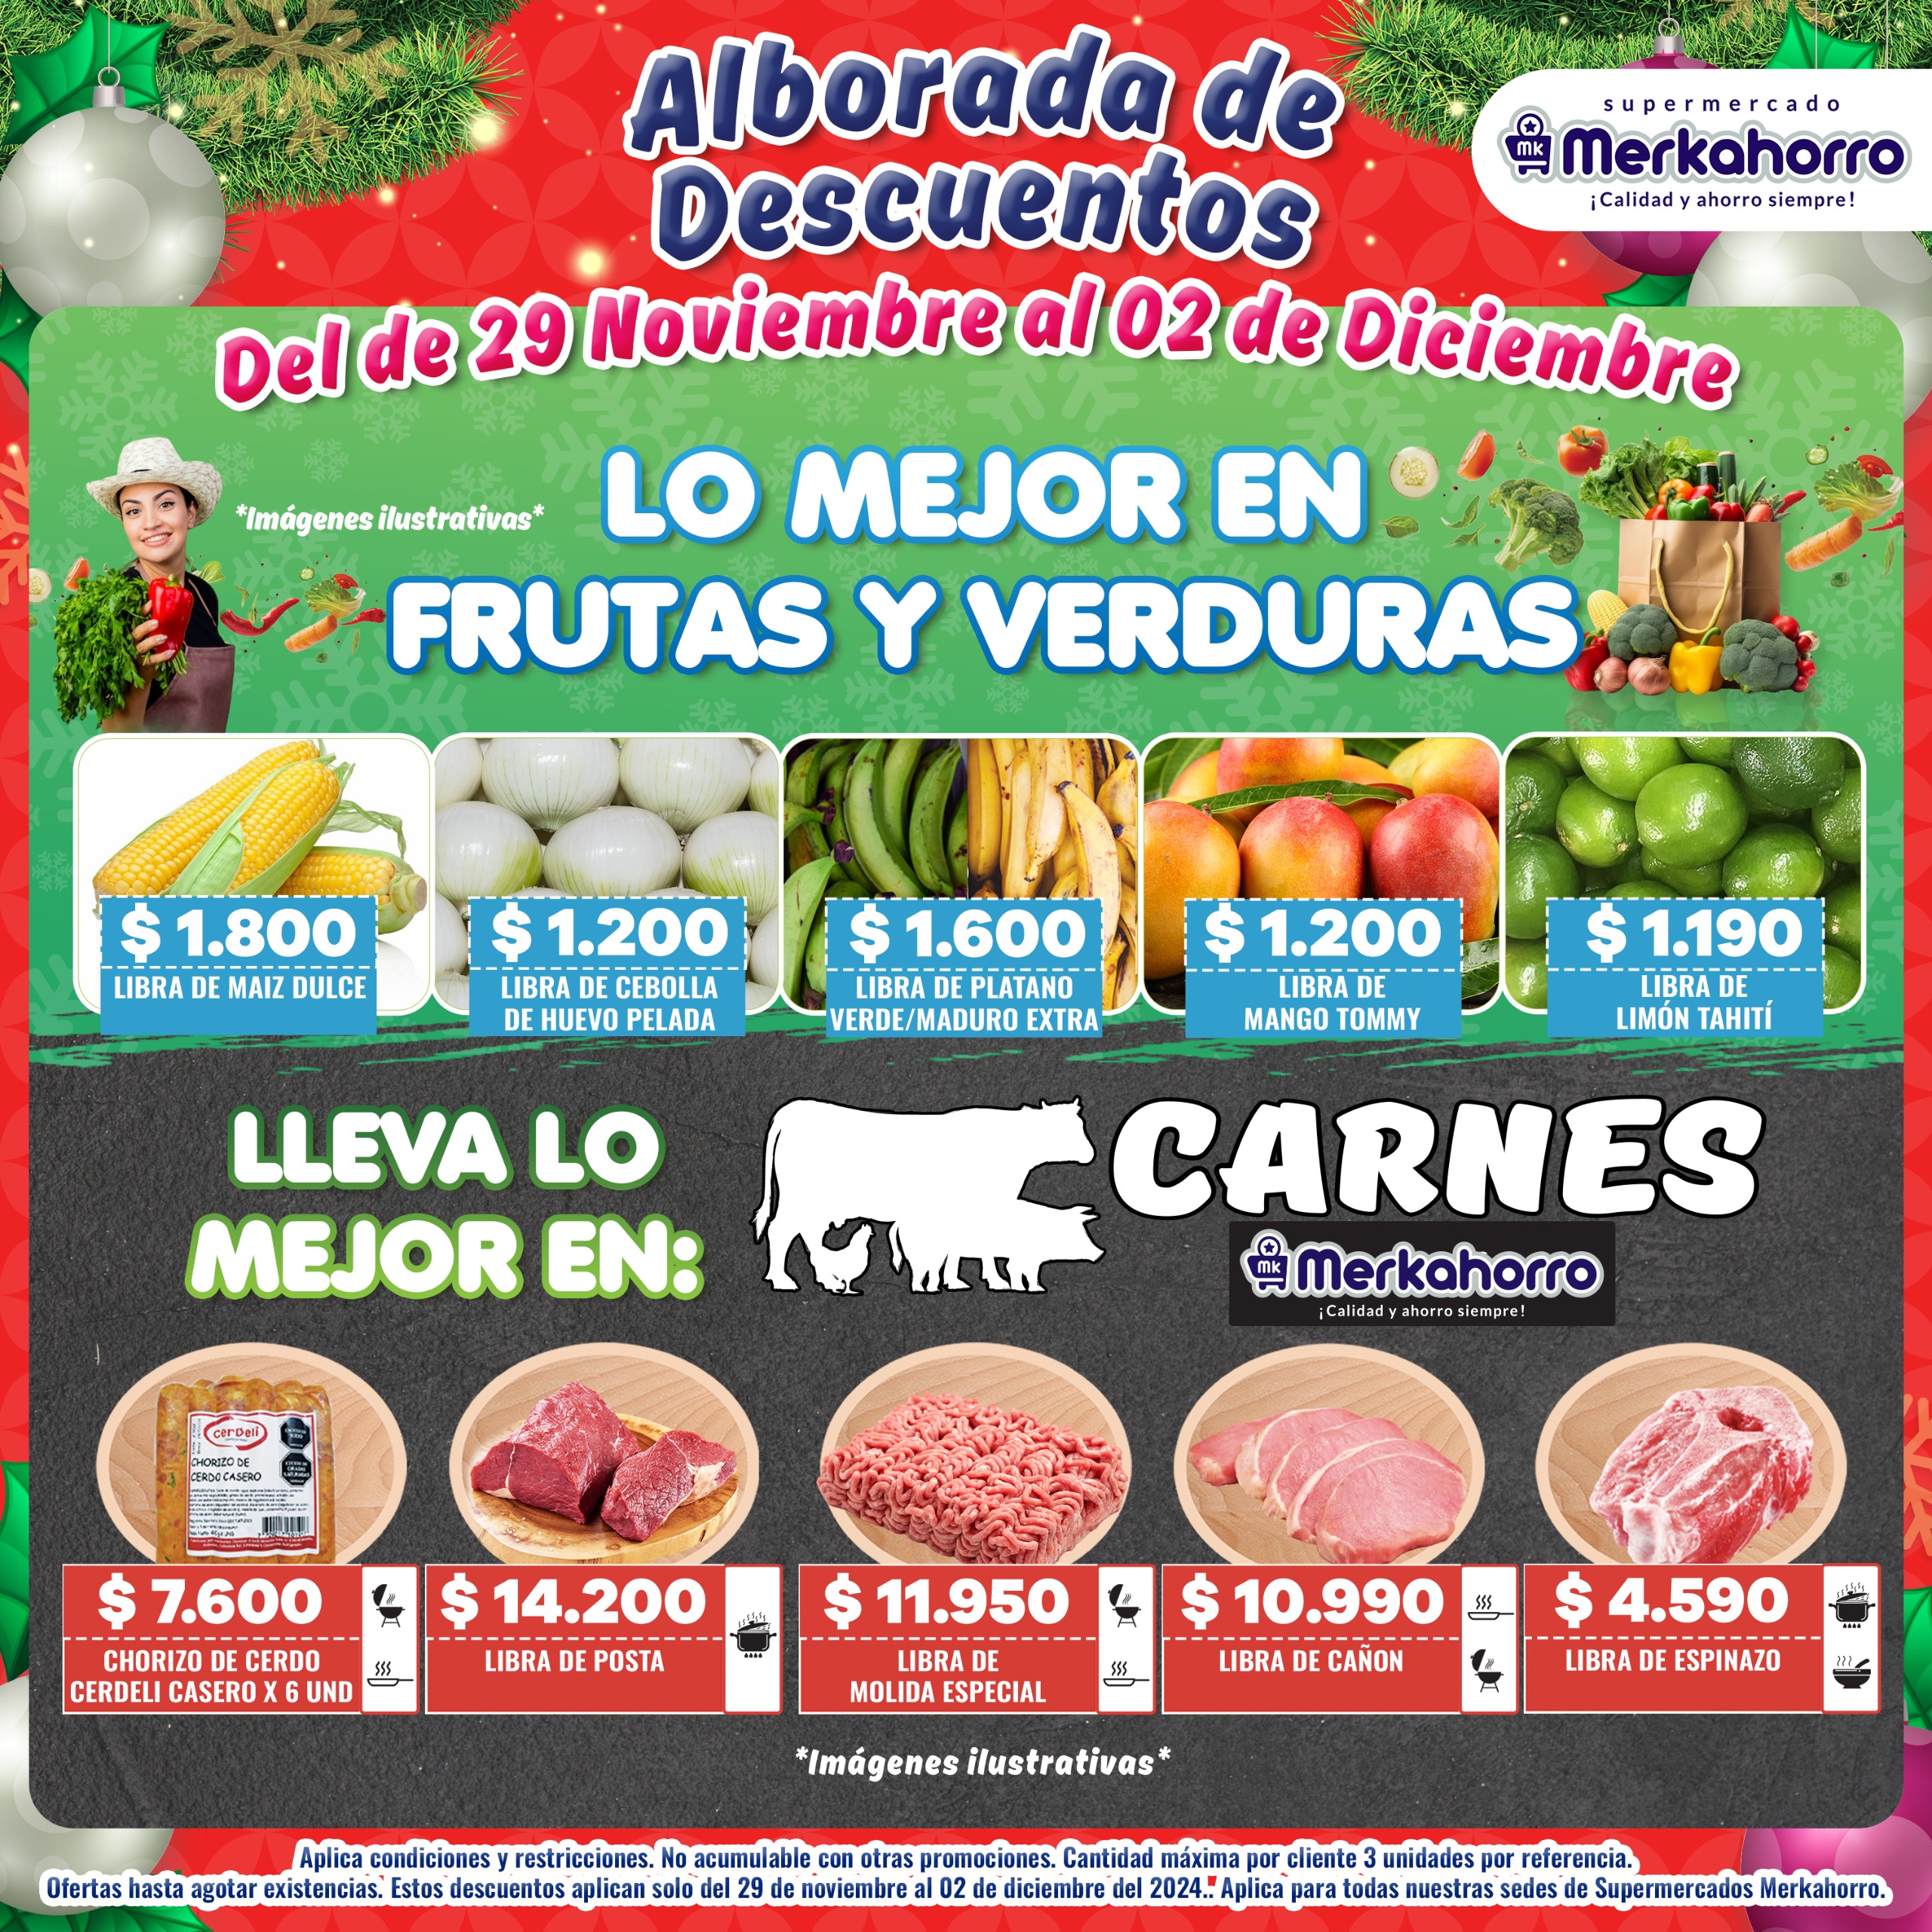 Alborada de
Descuentos
supermercado
mk Merkahorro
¡Calidad y ahorro siempre!
Del de 29 Noviembre al 02 de Diciembre
*Imágenes ilustrativas*
LO MEJOR EN
FRUTAS Y VERDURAS
$ 1.800
LIBRA DE MAIZ DULCE
$ 1.200
LIBRA DE CEBOLLA
DE HUEVO PELADA
$ 1.600
LIBRA DE PLATANO
VERDE/MADURO EXTRA
$ 1.200
LIBRA DE
MANGO TOMMY
$ 1.190
LIBRA DE
LIMÓN TAHITÍ
LLEVA LO
MEJOR EN:
CARNES
mk Merkahorro
¡Calidad y ahorro siempre!
cerDeli
CHORIZO DE
CERDO CASERO
$ 7.600
CHORIZO DE CERDO
CERDELI CASERO X 6 UND
$ 14.200
LIBRA DE POSTA
$ 11.950
LIBRA DE
MOLIDA ESPECIAL
$ 10.990
LIBRA DE CAÑON
$ 4.590
LIBRA DE ESPINAZO
*Imágenes ilustrativas*
Aplica condiciones y restricciones. No acumulable con otras promociones. Cantidad máxima por cliente 3 unidades por referencia.
Ofertas hasta agotar existencias. Estos descuentos aplican solo del 29 de noviembre al 02 de diciembre del 2024.. Aplica para todas nuestras sedes de Supermercados Merkahorro.